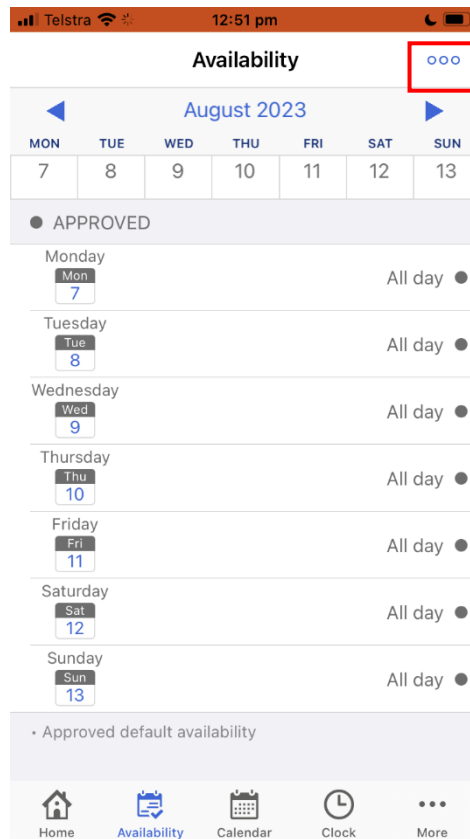 Telstra 12:51 pm
Availability
August 2023
MON TUE WED THU FRI SAT SUN
7 8 9 10 11 12 13
APPROVED
Monday
Mon
7
All day
Tuesday
Tue
8
All day
Wednesday
Wed
9
All day
Thursday
Thu
10
All day
Friday
Fri
11
All day
Saturday
Sat
12
All day
Sunday
Sun
13
All day
• Approved default availability
Home Availability Calendar Clock More